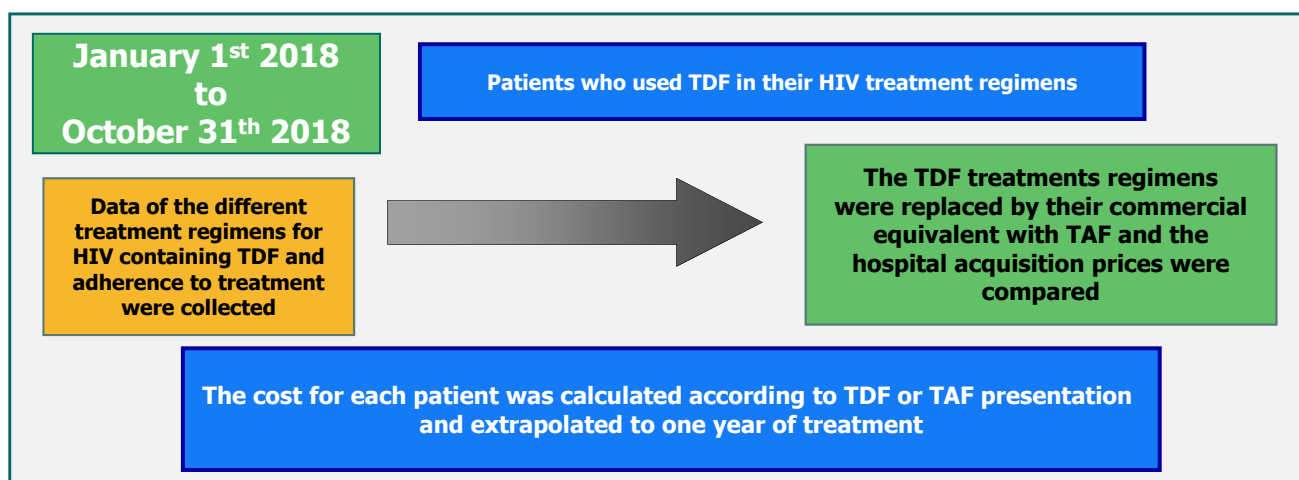 January 1st 2018
to
October 31th 2018
Patients who used TDF in their HIV treatment regimens
Data of the different
treatment regimens for
HIV containing TDF and
adherence to treatment
were collected
The TDF treatments regimens
were replaced by their commercial
equivalent with TAF and the
hospital acquisition prices were
compared
The cost for each patient was calculated according to TDF or TAF presentation
and extrapolated to one year of treatment